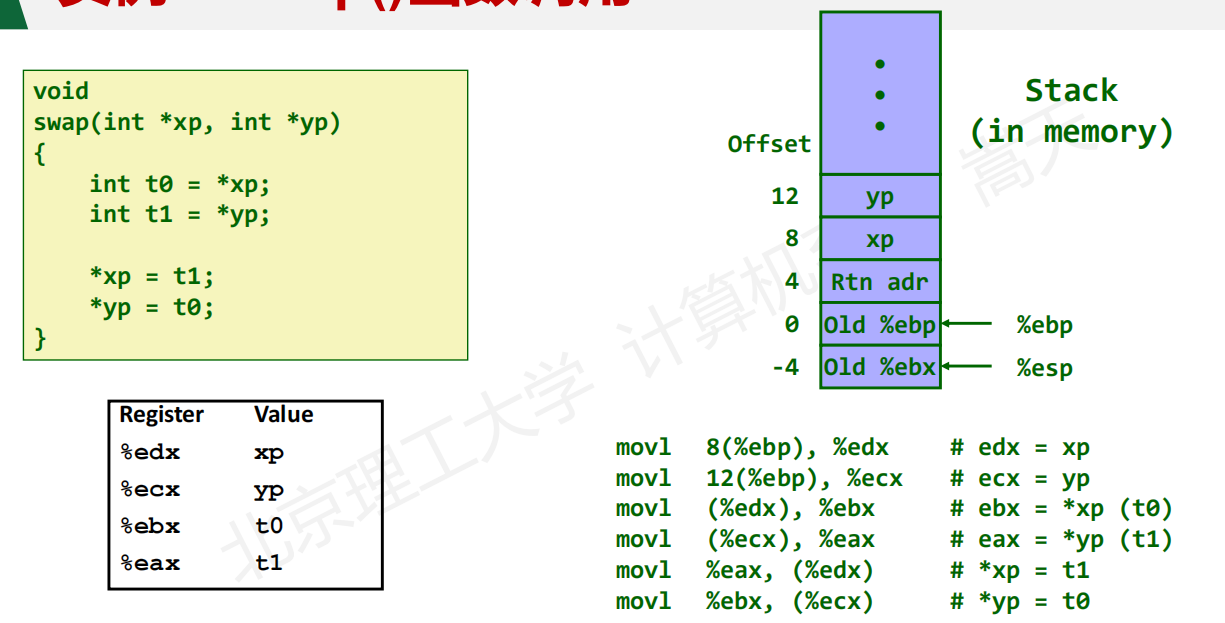 void
swap(int *xp, int *yp)
{
    int t0 = *xp;
    int t1 = *yp;
    *xp = t1;
    *yp = t0;
}
Register Value
%edx xp
%ecx yp
%ebx t0
%eax t1
Stack
(in memory)
Offset
12 yp
8 xp
4 Rtn adr
0 Old %ebp %ebp
-4 Old %ebx %esp
movl 8(%ebp), %edx # edx = xp
movl 12(%ebp), %ecx # ecx = yp
movl (%edx), %ebx # ebx = *xp (t0)
movl (%ecx), %eax # eax = *yp (t1)
movl %eax, (%edx) # *xp = t1
movl %ebx, (%ecx) # *yp = t0
北京理工大学 计算机 嵩天